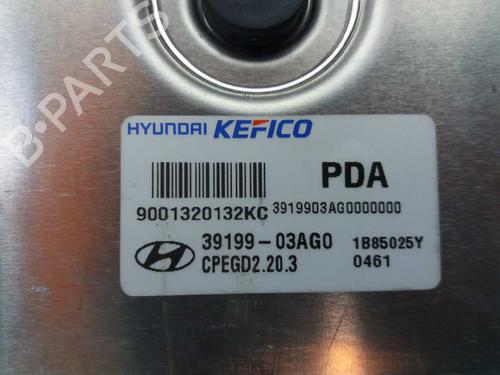 B-PARTS
HYUNDAI KEFICO
PDA
9001320132KC 3919903AG0000000
39199-03AG0 1B85025Y
CPEGD2.20.3 0461